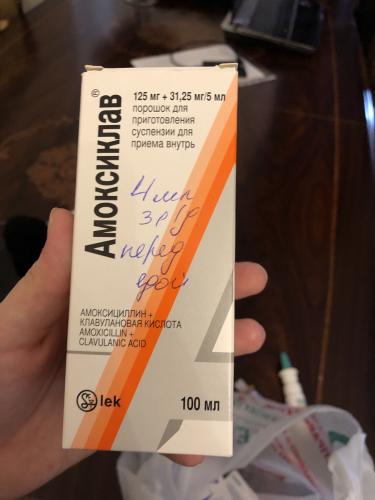 Амоксиклав®
125 мг + 31,25 мг/5 мл
порошок для
приготовления
суспензии для
приема внутрь
4 мл
3 р/д
перед
едой
АМОКСИЦИЛЛИН +
КЛАВУЛАНОВАЯ КИСЛОТА
AMOXICILLIN +
CLAVULANIC ACID
lek
100 мл